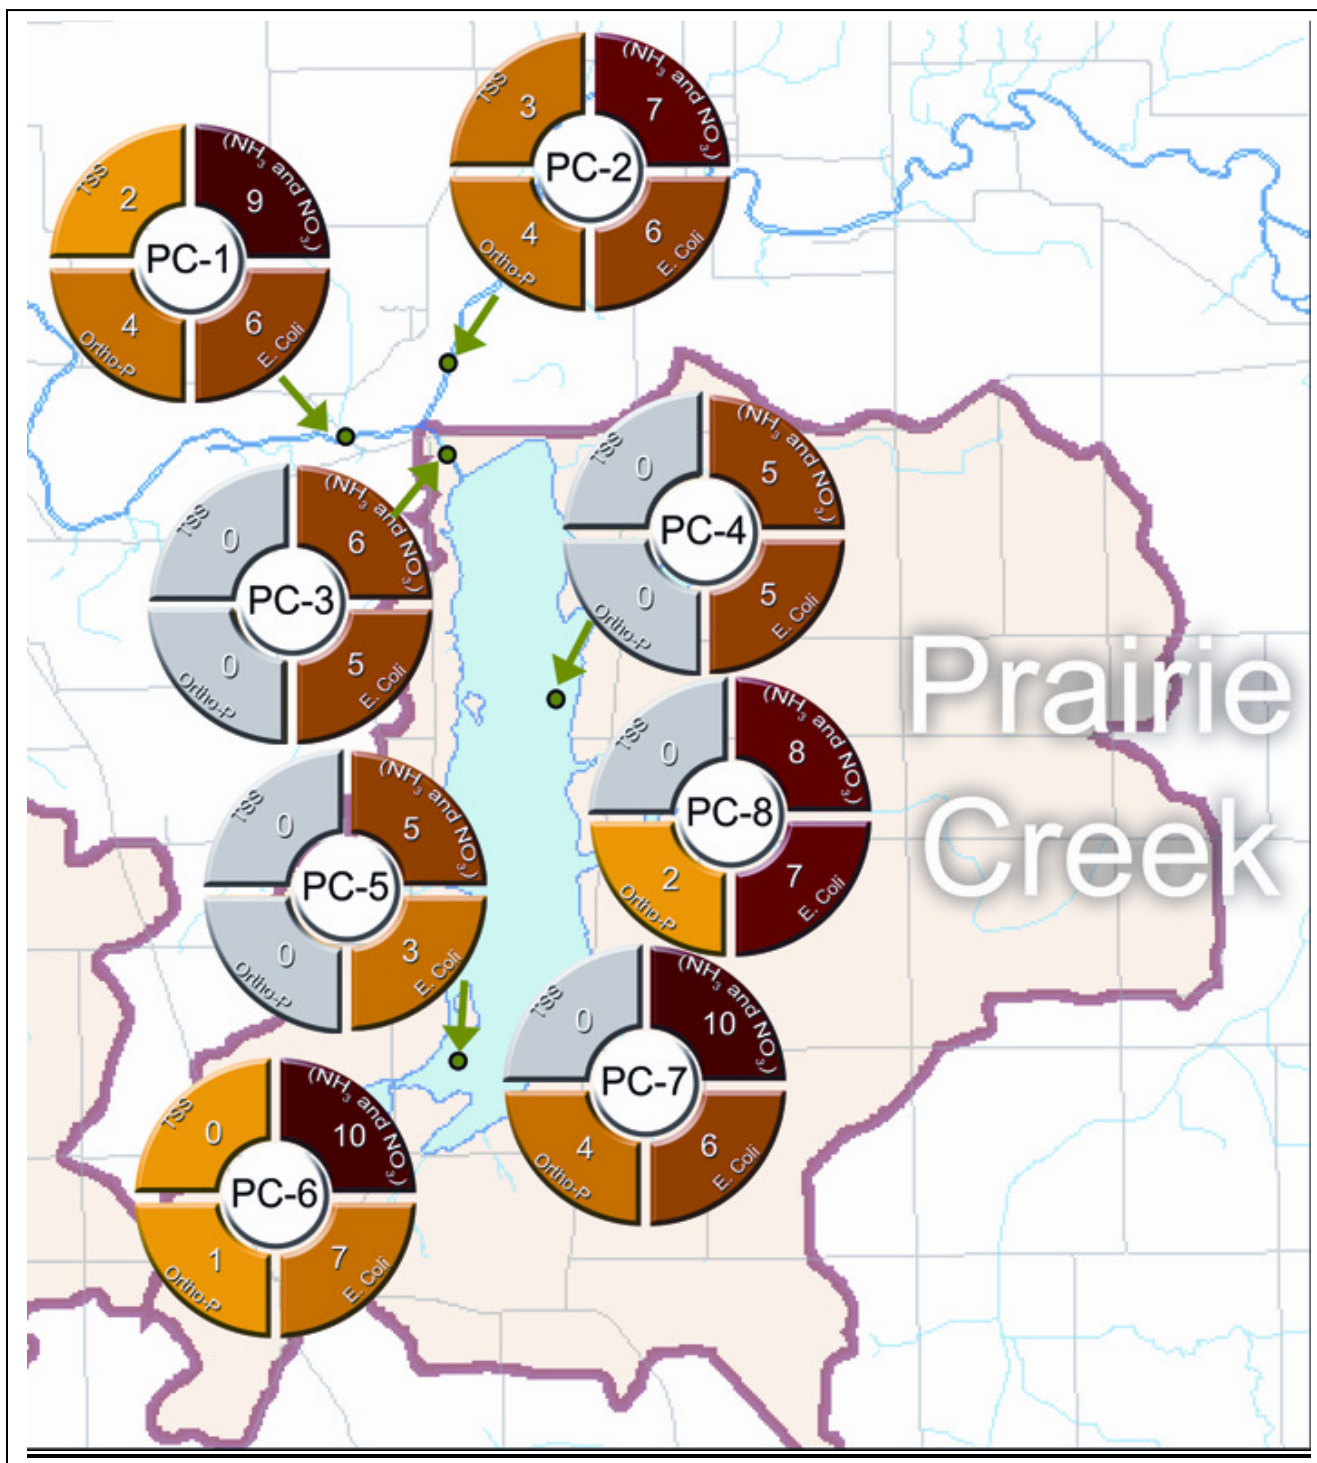 TSS
3
(NH3 and NO3)
7
PC-2
4
Ortho-P
6
E. Coli
TSS
2
(NH3 and NO3)
9
PC-1
4
Ortho-P
6
E. Coli
TSS
0
(NH3 and NO3)
5
PC-4
0
Ortho-P
5
E. Coli
TSS
0
(NH3 and NO3)
6
PC-3
0
Ortho-P
5
E. Coli
Prairie
Creek
TSS
0
(NH3 and NO3)
8
PC-8
2
Ortho-P
7
E. Coli
TSS
0
(NH3 and NO3)
5
PC-5
0
Ortho-P
3
E. Coli
TSS
0
(NH3 and NO3)
10
PC-7
4
Ortho-P
6
E. Coli
TSS
0
(NH3 and NO3)
10
PC-6
1
Ortho-P
7
E. Coli